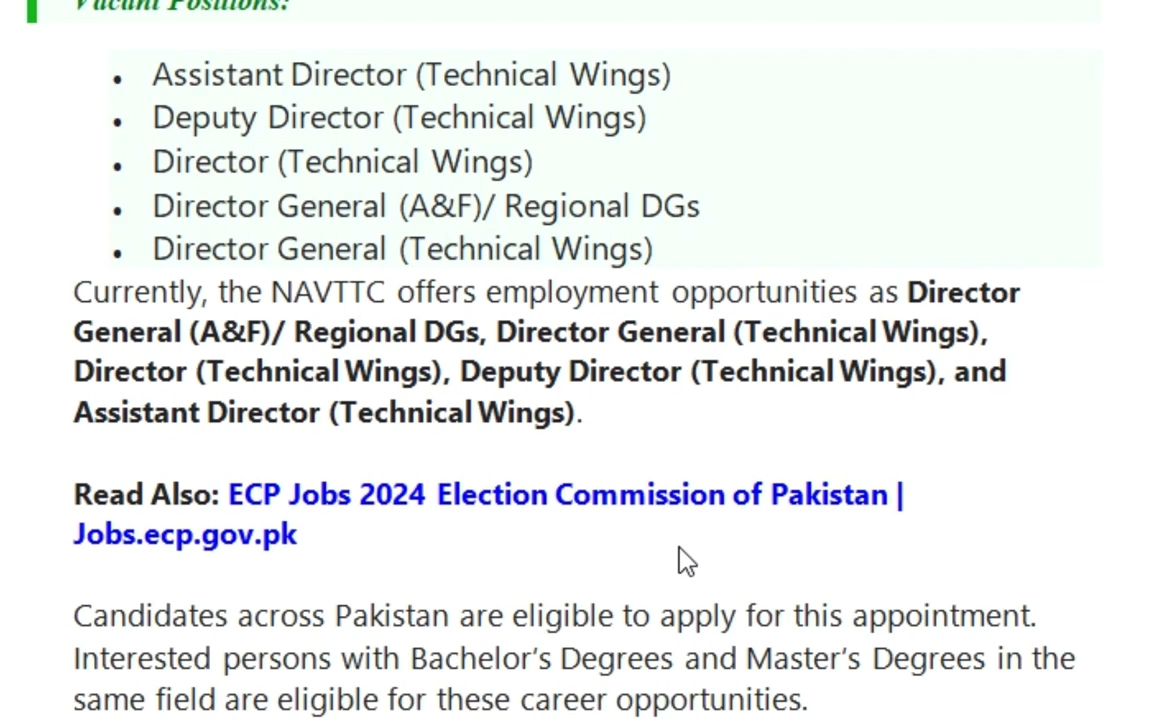 Vacant Positions:
• Assistant Director (Technical Wings)
• Deputy Director (Technical Wings)
• Director (Technical Wings)
• Director General (A&F)/ Regional DGs
• Director General (Technical Wings)
Currently, the NAVTTC offers employment opportunities as Director
General (A&F)/ Regional DGs, Director General (Technical Wings),
Director (Technical Wings), Deputy Director (Technical Wings), and
Assistant Director (Technical Wings).
Read Also: ECP Jobs 2024 Election Commission of Pakistan |
Jobs.ecp.gov.pk
Candidates across Pakistan are eligible to apply for this appointment.
Interested persons with Bachelor’s Degrees and Master’s Degrees in the
same field are eligible for these career opportunities.